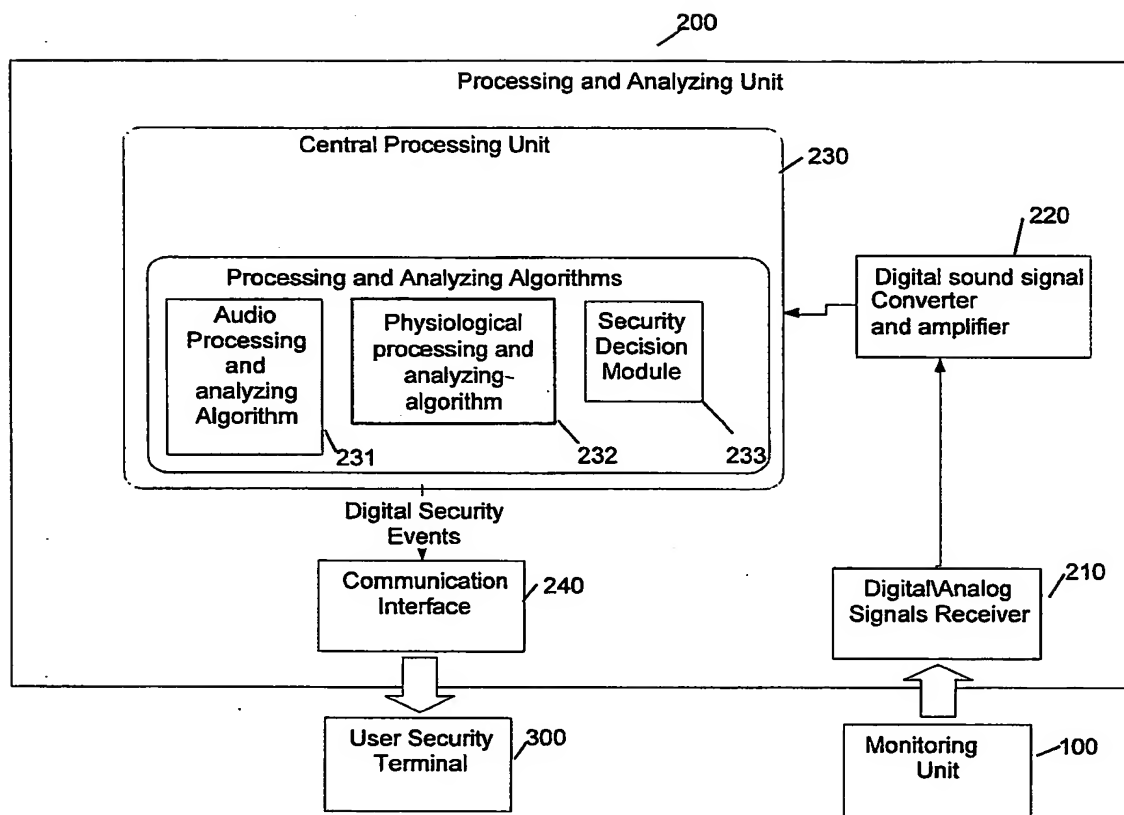 200
Processing and Analyzing Unit
Central Processing Unit
230
220
Processing and Analyzing Algorithms
Audio
Processing
and
analyzing
Algorithm
231
Physiological
processing and
analyzing-
algorithm
232
Security
Decision
Module
233
Digital sound signal
Converter
and amplifier
Digital Security
Events
Communication
Interface
240
Digital\Analog
Signals Receiver
210
User Security
Terminal
300
Monitoring
Unit
100